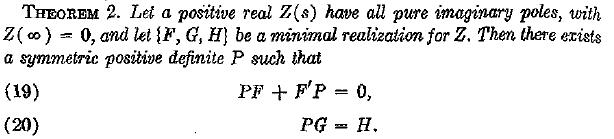 THEOREM 2. Let a positive real Z(s) have all pure imaginary poles, with
Z(∞) = 0, and let {F, G, H} be a minimal realization for Z. Then there exists
a symmetric positive definite P such that
(19) PF + F′P = 0,
(20) PG = H.